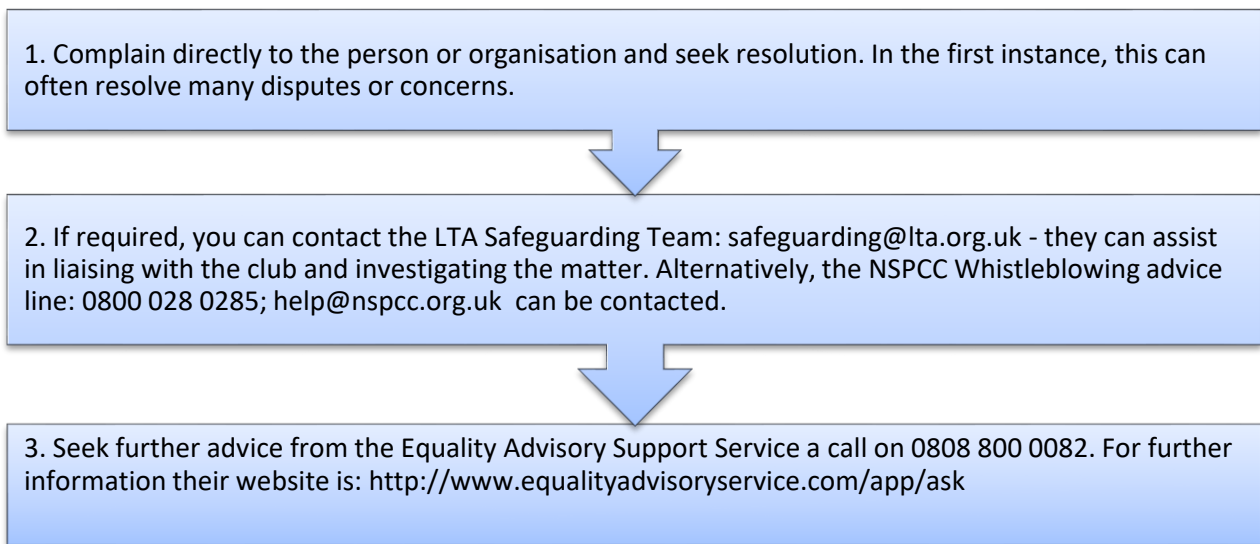 1. Complain directly to the person or organisation and seek resolution. In the first instance, this can
often resolve many disputes or concerns.
2. If required, you can contact the LTA Safeguarding Team: safeguarding@lta.org.uk - they can assist
in liaising with the club and investigating the matter. Alternatively, the NSPCC Whistleblowing advice
line: 0800 028 0285; help@nspcc.org.uk  can be contacted.
3. Seek further advice from the Equality Advisory Support Service a call on 0808 800 0082. For further
information their website is: http://www.equalityadvisoryservice.com/app/ask